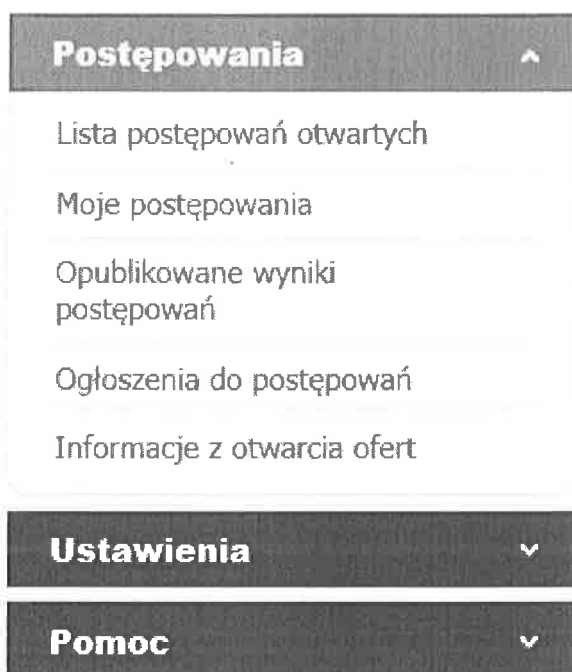 Postępowania
Lista postępowań otwartych
Moje postępowania
Opublikowane wyniki
postępowań
Ogłoszenia do postępowań
Informacje z otwarcia ofert
Ustawienia
Pomoc